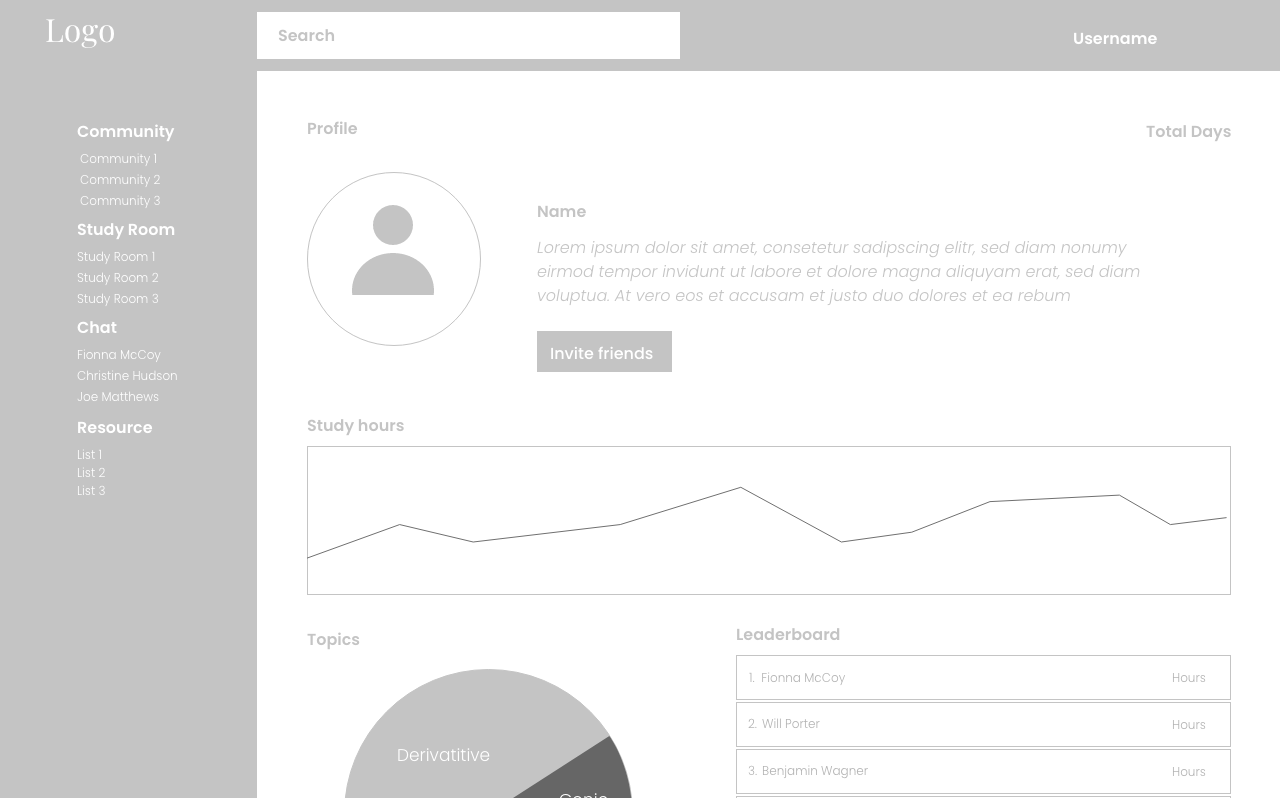 Logo
Search
Username
Community
Community 1
Community 2
Community 3
Study Room
Study Room 1
Study Room 2
Study Room 3
Chat
Fionna McCoy
Christine Hudson
Joe Matthews
Resource
List 1
List 2
List 3
Profile
Total Days
Name
Lorem ipsum dolor sit amet, consetetur sadipscing elitr, sed diam nonumy
eirmod tempor invidunt ut labore et dolore magna aliquyam erat, sed diam
voluptua. At vero eos et accusam et justo duo dolores et ea rebum
Invite friends
Study hours
Topics
Derivatitive
Leaderboard
1. Fionna McCoy Hours
2. Will Porter Hours
3. Benjamin Wagner Hours